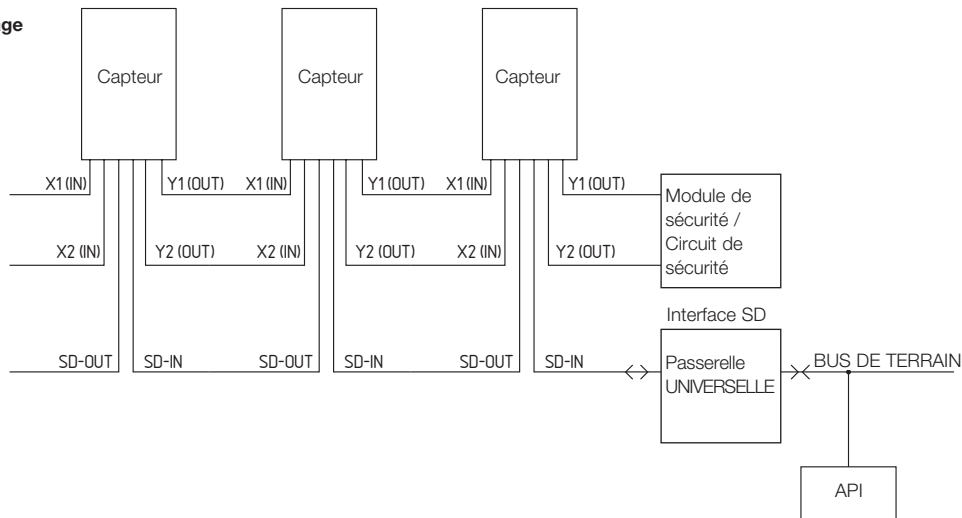 ge
Capteur Capteur Capteur
X1(IN) Y1(OUT) X1(IN) Y1(OUT) X1(IN) Y1(OUT)
Module de
sécurité /
Circuit de
sécurité
X2 (IN) Y2 (OUT) X2 (IN) Y2 (OUT) X2 (IN) Y2 (OUT)
Interface SD
SD-OUT SD-IN SD-OUT SD-IN SD-OUT SD-IN
Passerelle
UNIVERSELLE
BUS DE TERRAIN
API